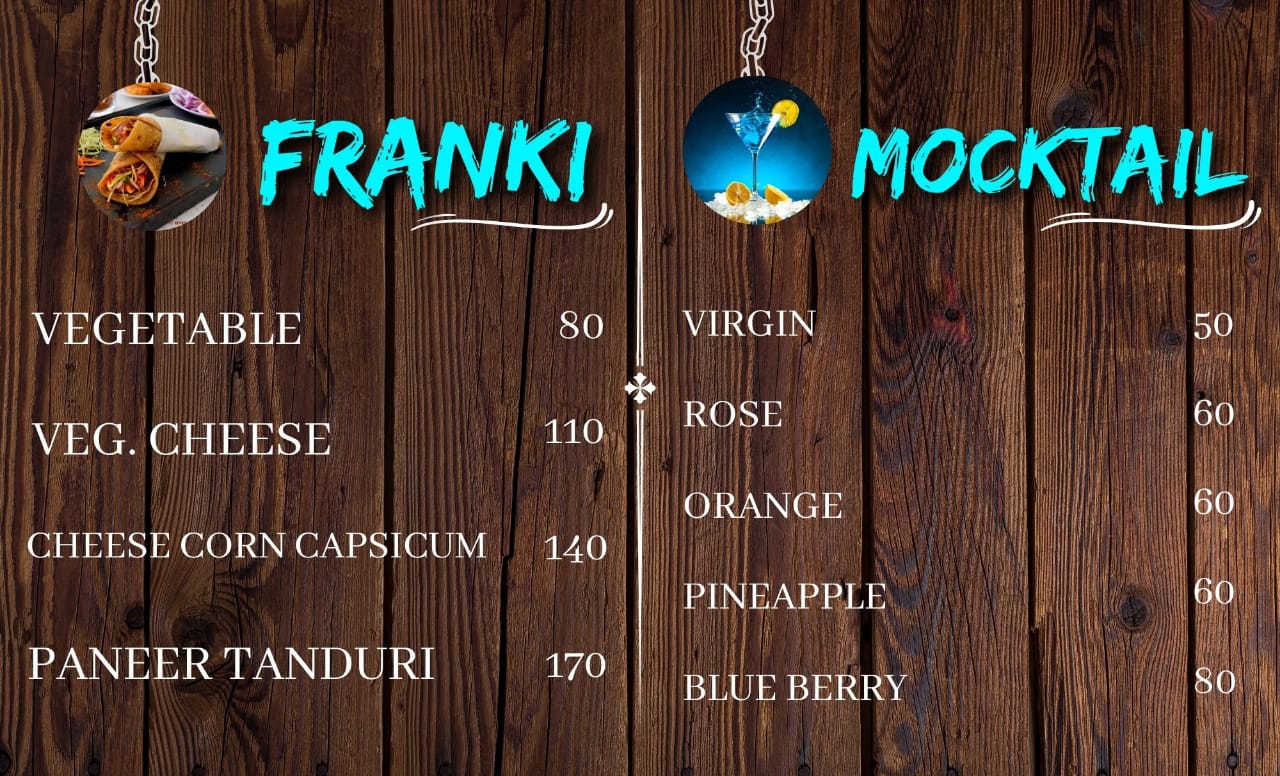 FRANKI
VEGETABLE 80
VEG. CHEESE 110
CHEESE CORN CAPSICUM 140
PANEER TANDURI 170
MOCKTAIL
VIRGIN 50
ROSE 60
ORANGE 60
PINEAPPLE 60
BLUE BERRY 80